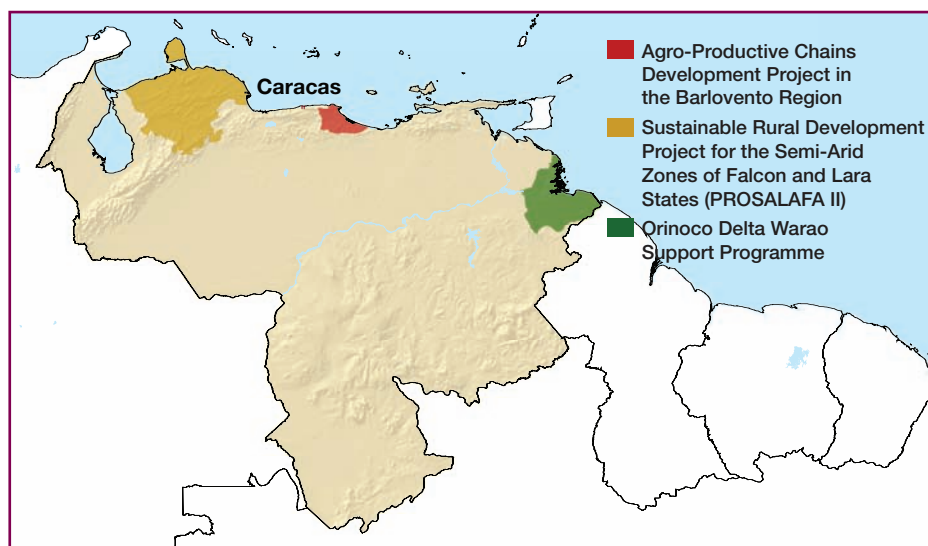 Caracas
Agro-Productive Chains
Development Project in
the Barlovento Region
Sustainable Rural Development
Project for the Semi-Arid
Zones of Falcon and Lara
States (PROSALAFA II)
Orinoco Delta Warao
Support Programme